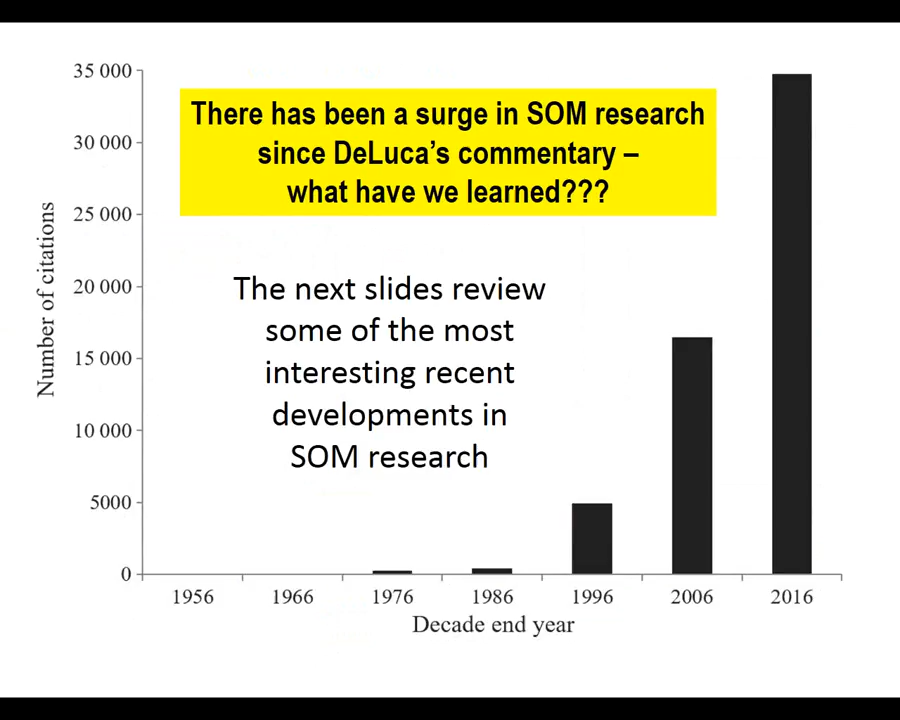 There has been a surge in SOM research
since DeLuca's commentary –
what have we learned???
The next slides review
some of the most
interesting recent
developments in
SOM research
Number of citations
35 000
30 000
25 000
20 000
15 000
10 000
5000
0
1956 1966 1976 1986 1996 2006 2016
Decade end year